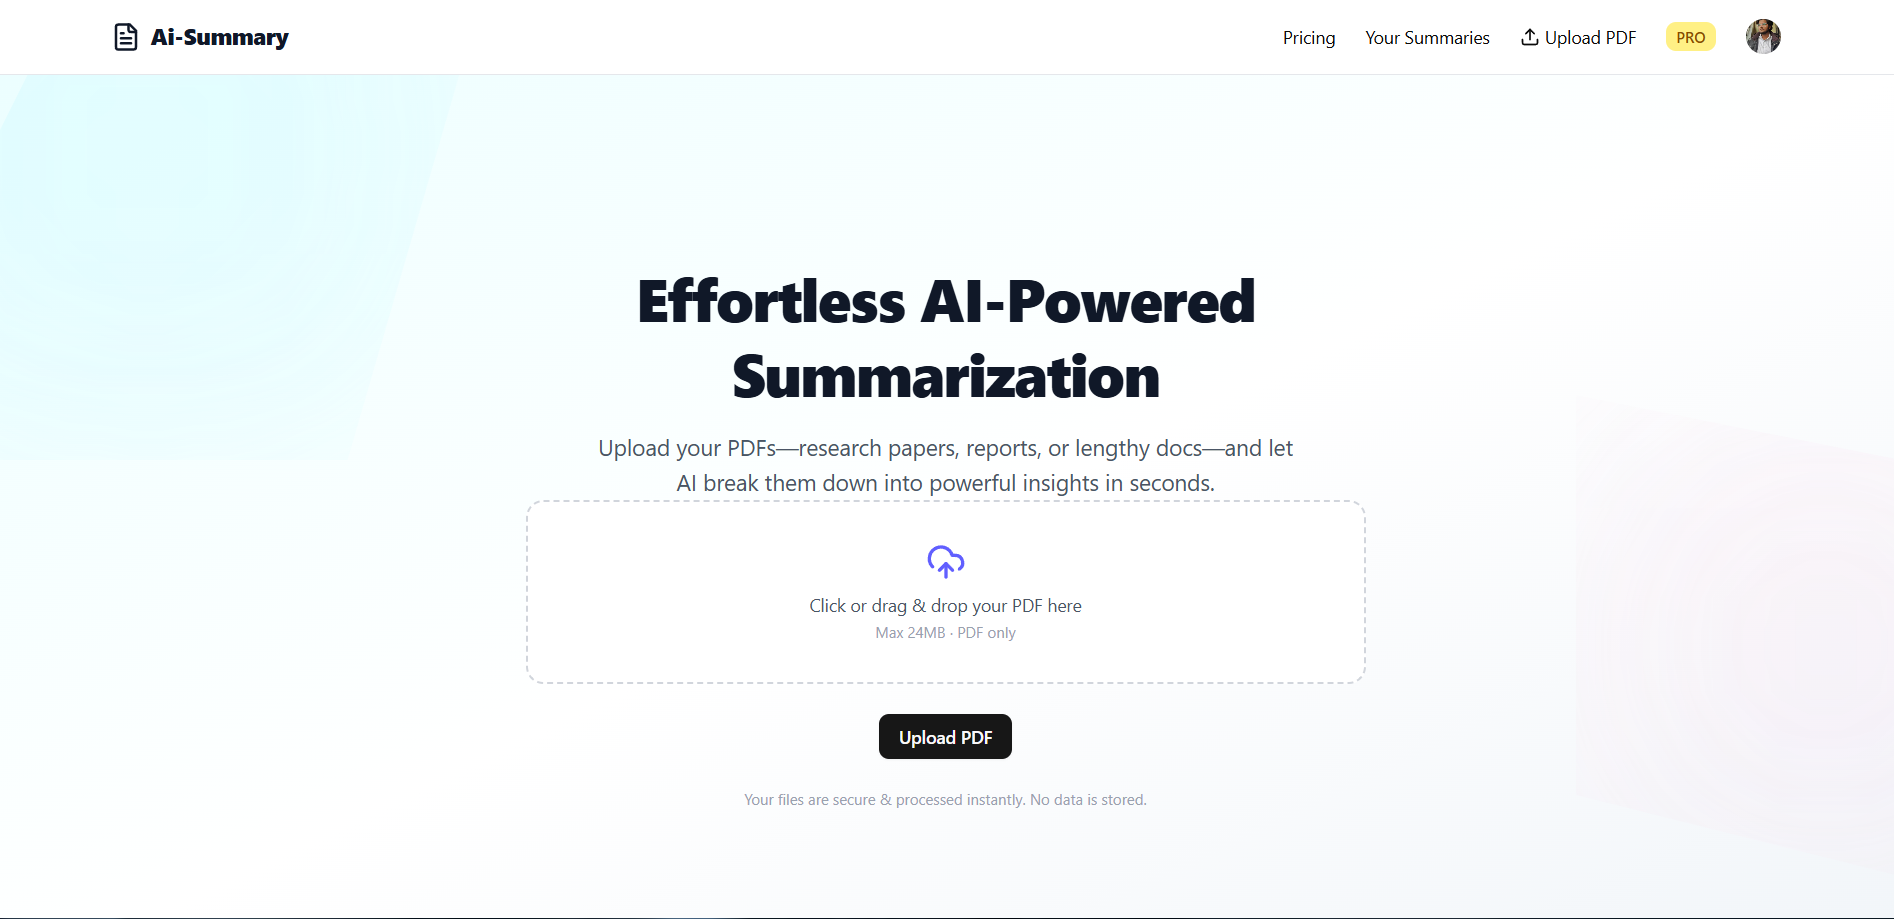 Ai-Summary
Pricing
Your Summaries
Upload PDF
PRO
Effortless AI-Powered
Summarization
Upload your PDFs—research papers, reports, or lengthy docs—and let
AI break them down into powerful insights in seconds.
Click or drag & drop your PDF here
Max 24MB · PDF only
Upload PDF
Your files are secure & processed instantly. No data is stored.